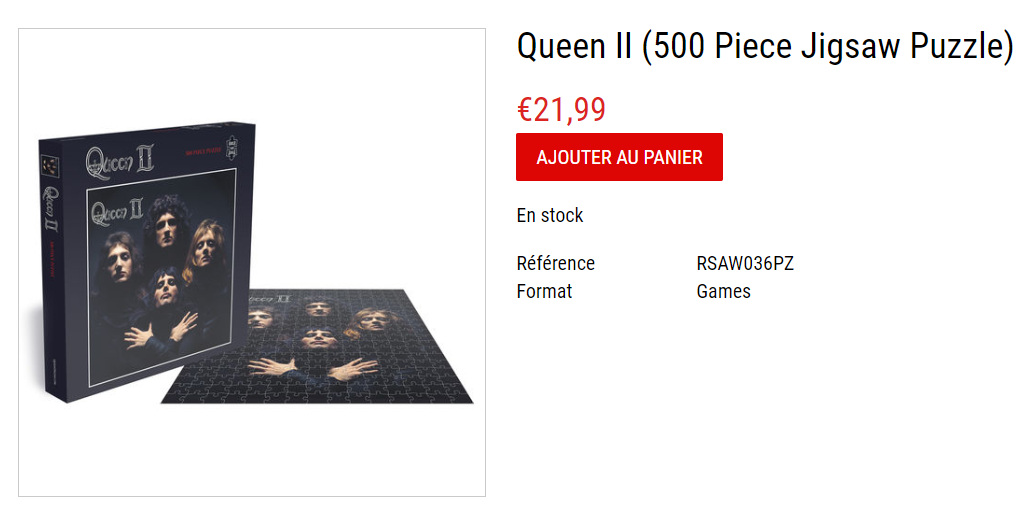 Queen II (500 Piece Jigsaw Puzzle)
€21,99
AJOUTER AU PANIER
En stock
Référence RSAW036PZ
Format Games
Queen II
500 PIECE PUZZLE
Queen II
Queen II
Queen II